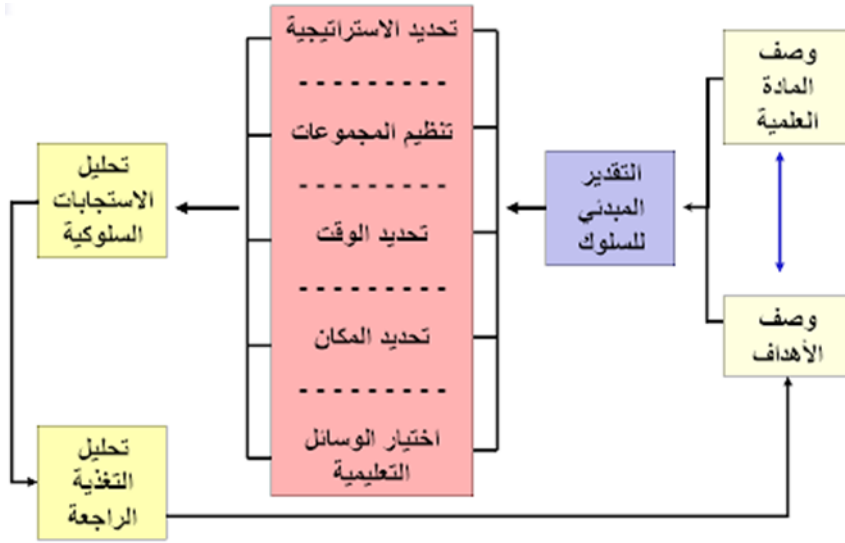 وصف
المادة
العلمية
وصف
الأهداف
التقدير
المبدئي
للسلوك
تحديد الاستراتيجية
تنظيم المجموعات
تحديد الوقت
تحديد المكان
اختيار الوسائل
التعليمية
تحليل
الاستجابات
السلوكية
تحليل
التغذية
الراجعة